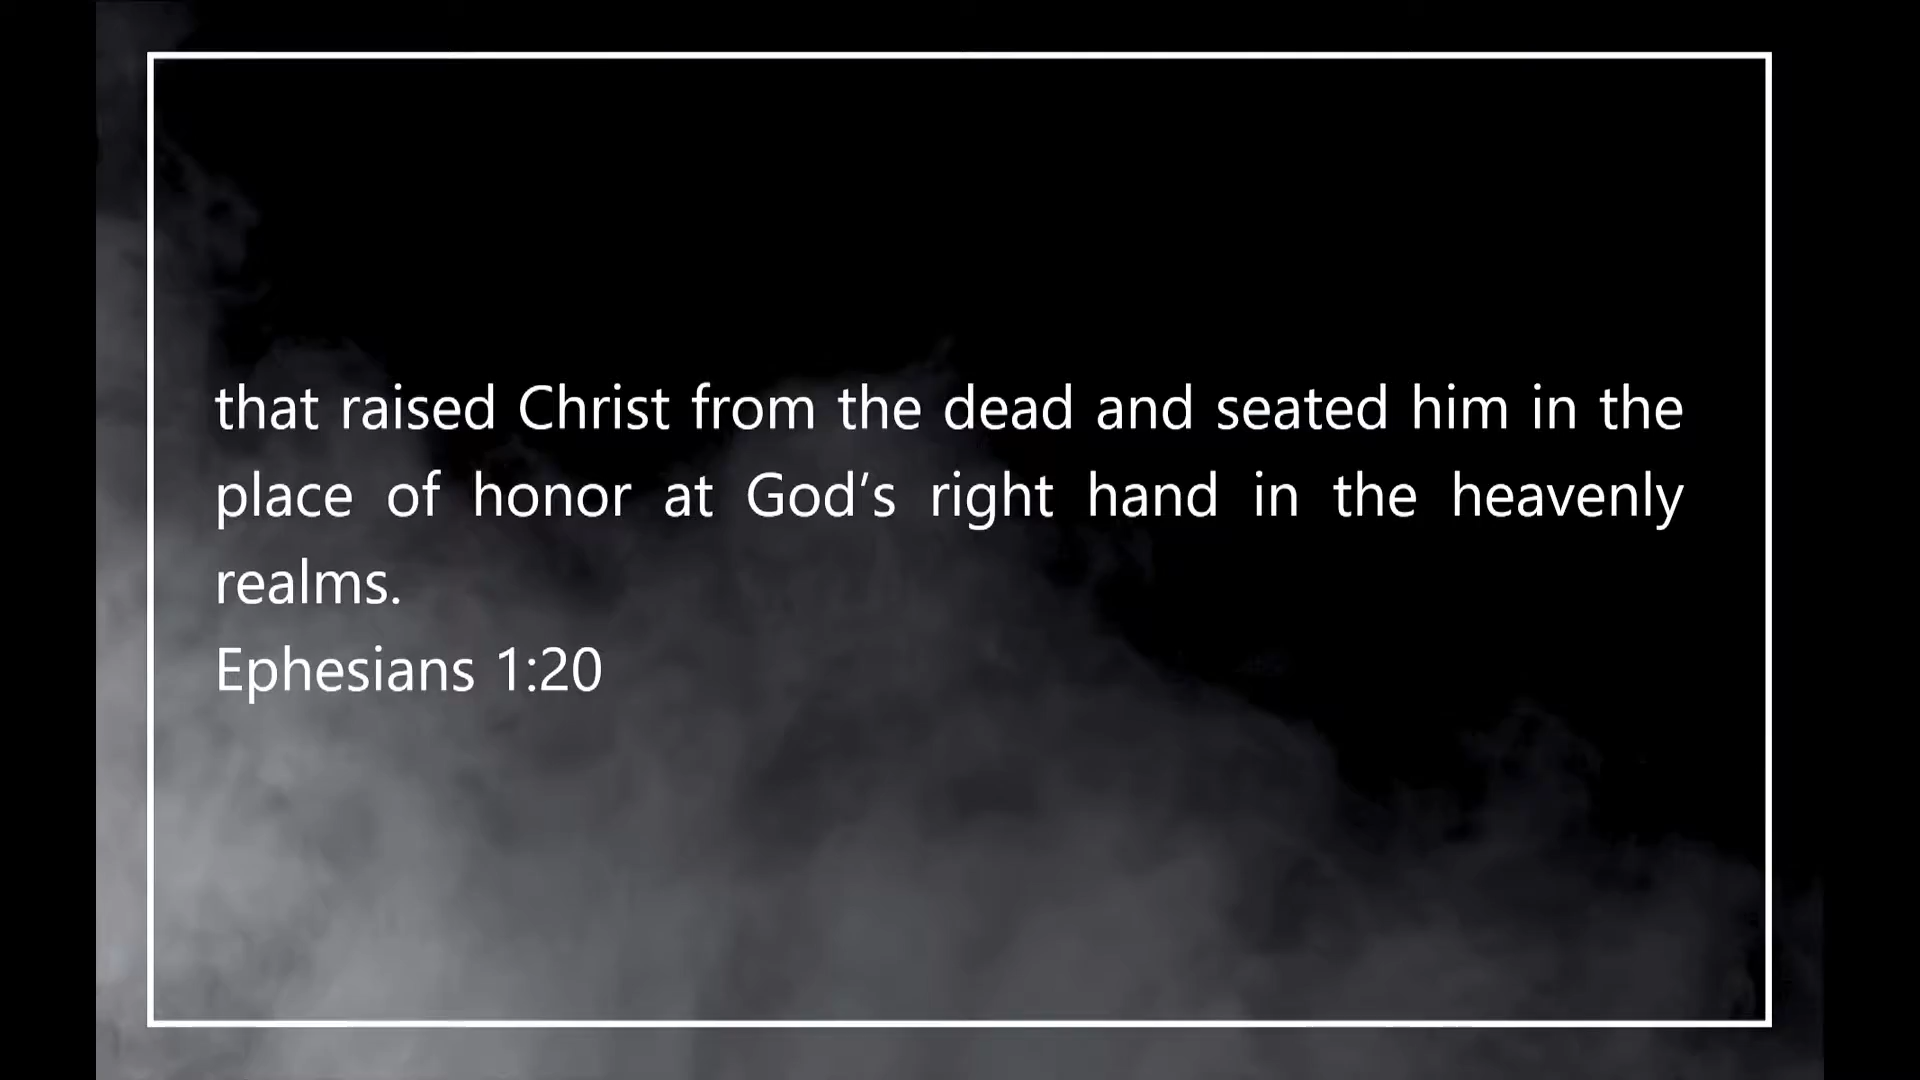 that raised Christ from the dead and seated him in the
place of honor at God’s right hand in the heavenly
realms.
Ephesians 1:20